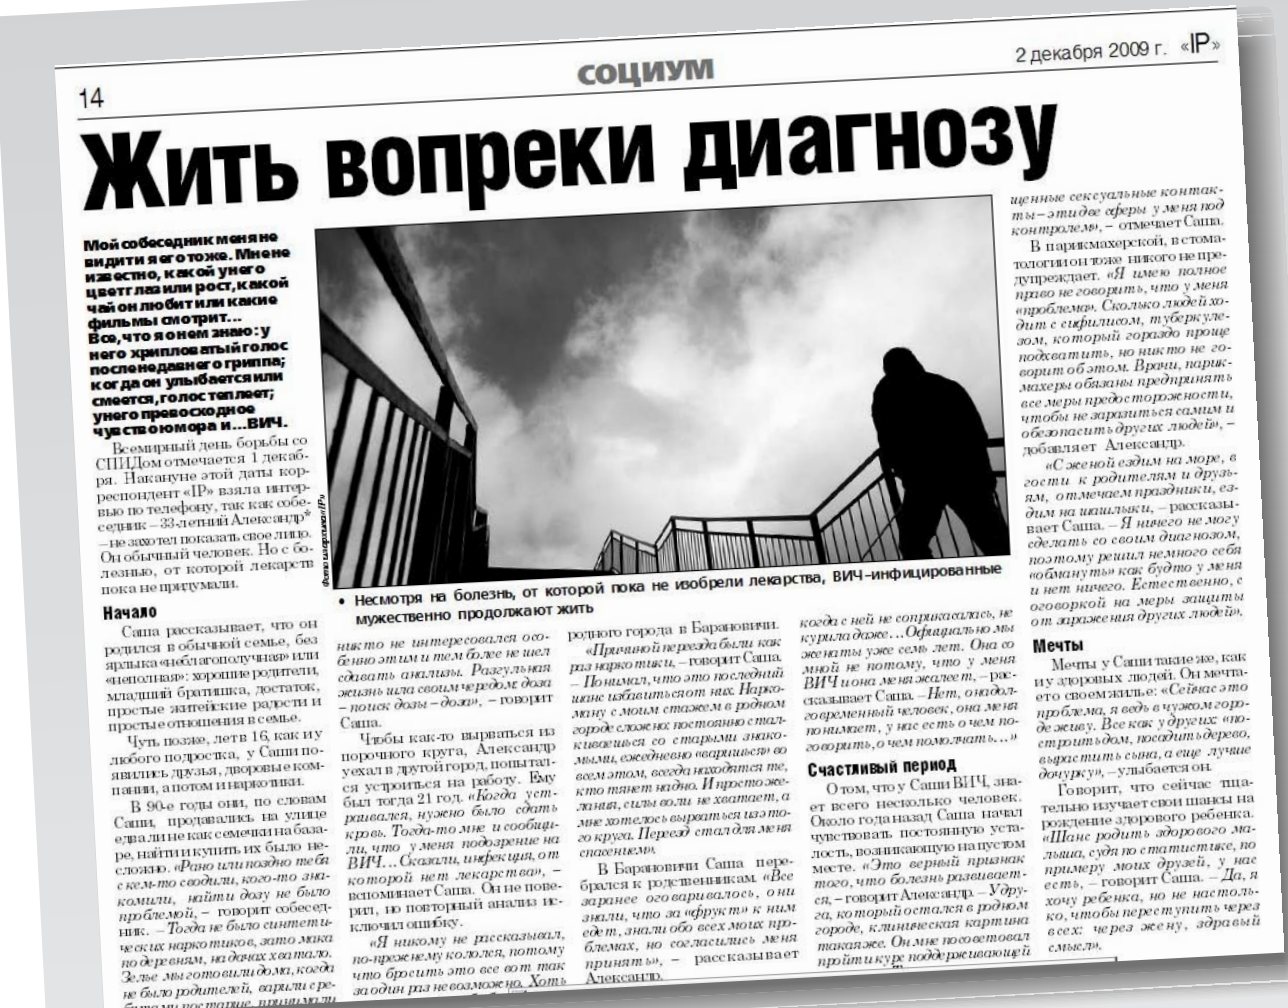 14
СОЦИУМ
2 декабря 2009 г. «IP»
Жить вопреки диагнозу
Мой собеседник меня не
видит и я его тоже. Мне не
известно, какой у него
цвет глаз или рост, какой
чай он любит или какие
фильмы смотрит...
Все, что я о нем знаю: у
него хрипловатый голос
после недавнего гриппа;
когда он улыбается или
смеется, голос теплеет;
у него превосходное
чувство юмора и... ВИЧ.
Всемирный день борьбы со
СПИДом отмечается 1 декаб-
ря. Накануне этой даты кор-
респондент «IP» взяла интер-
вью по телефону, так как собе-
седник – 33-летний Александр*
– не захотел показать свое лицо.
Он обычный человек. Но с бо-
лезнью, от которой лекарств
пока не придумали.
Начало
Саша рассказывает, что он
родился в обычной семье, без
ярлыка «неблагополучная» или
«неполная»: хорошие родители,
младший братишка, достаток,
простые житейские радости и
простые отношения в семье.
Чуть позже, лет в 16, как и у
любого подростка, у Саши по-
явились друзья, дворовые ком-
пании, а потом и наркотики.
В 90-е годы они, по словам
Саши, продавались на улице
едва ли не как семечки на база-
ре, найти и купить их было не-
сложно. «Рано или поздно тебя
с кем-то сводили, кого-то зна-
комили, найти дозу не было
проблемой, – говорит собесед-
ник. – Тогда не было синтети-
ческих наркотиков, зато мака
по деревням, на дачах хватало.
Зелье мы готовили дома, когда
не было родителей, варили с ре-
бятами постарше, принимали
Фото из архива «IP»
• Несмотря на болезнь, от которой пока не изобрели лекарства, ВИЧ-инфицированные
мужественно продолжают жить
никто не интересовался осо-
бенно этим и тем более не шел
сдавать анализы. Разгульная
жизнь шла своим чередом: доза
– поиск дозы – доза», – говорит
Саша.
Чтобы как-то вырваться из
порочного круга, Александр
уехал в другой город, попытал-
ся устроиться на работу. Ему
был тогда 21 год. «Когда уст-
раивался, нужно было сдать
кровь. Тогда-то мне и сообщи-
ли, что у меня подозрение на
ВИЧ... Сказали, инфекция, от
которой нет лекарства», –
вспоминает Саша. Он не пове-
рил, но повторный анализ ис-
ключил ошибку.
«Я никому не рассказывал,
по-прежнему кололся, потому
что бросить это все вот так
за один раз невозможно. Хоть
родного города в Барановичи.
«Причиной переезда были как
раз наркотики, – говорит Саша.
– Понимал, что это последний
шанс избавиться от них. Нарко-
ману с моим стажем в родном
городе сложно: постоянно стал-
киваешься со старыми знако-
мыми, ежедневно «варишься» во
всем этом, всегда находятся те,
кто тянет на дно. И просто же-
лания, силы воли не хватает, а
мне хотелось вырваться из это-
го круга. Переезд стал для меня
спасением».
В Барановичи Саша пере-
брался к родственникам. «Все
заранее оговаривалось, они
знали, что за «фрукт» к ним
едет, знали обо всех моих про-
блемах, но согласились меня
принять», – рассказывает
Александр.
когда с ней не соприкасалась, не
курила даже... Официально мы
женаты уже семь лет. Она со
мной не потому, что у меня
ВИЧ и она меня жалеет, – рас-
сказывает Саша. – Нет, она дол-
говременный человек, она меня
понимает, у нас есть о чем по-
говорить, о чем помолчать...»
Счастливый период
О том, что у Саши ВИЧ, зна-
ет всего несколько человек.
Около года назад Саша начал
чувствовать постоянную уста-
лость, возникающую на пустом
месте. «Это верный признак
того, что болезнь развивает-
ся, – говорит Александр. – У дру-
га, который остался в родном
городе, клиническая картина
такая же. Он мне посоветовал
пройти курс поддерживающей
щенные сексуальные контак-
ты – эти две сферы у меня под
контролем», – отмечает Саша.
В парикмахерской, в стома-
тологии он тоже никого не пре-
дупреждает. «Я имею полное
право не говорить, что у меня
«проблема». Сколько людей хо-
дит с сифилисом, туберкуле-
зом, который гораздо проще
подхватить, но никто не го-
ворит об этом. Врачи, парик-
махеры обязаны предпринять
все меры предосторожности,
чтобы не заразиться самим и
обезопасить других людей», –
добавляет Александр.
«С женой ездим на море, в
гости к родителям и друзь-
ям, отмечаем праздники, ез-
дим на шашлыки, – рассказы-
вает Саша. – Я ничего не могу
сделать со своим диагнозом,
поэтому решил немного себя
«обмануть» как будто у меня
и нет ничего. Естественно, с
оговоркой на меры защиты
от заражения других людей».
Мечты
Мечты у Саши такие же, как
и у здоровых людей. Он мечта-
ет о своем жилье: «Сейчас это
проблема, я ведь в чужом горо-
де живу. Все как у других: «по-
строить дом, посадить дерево,
вырастить сына, а еще лучше
дочурку», – улыбается он.
Говорит, что сейчас тща-
тельно изучает свои шансы на
рождение здорового ребенка.
«Шанс родить здорового ма-
лыша, судя по статистике, по
примеру моих друзей, у нас
есть, – говорит Саша. – Да, я
хочу ребенка, но не настоль-
ко, чтобы переступить через
всех: через жену, здравый
смысл».